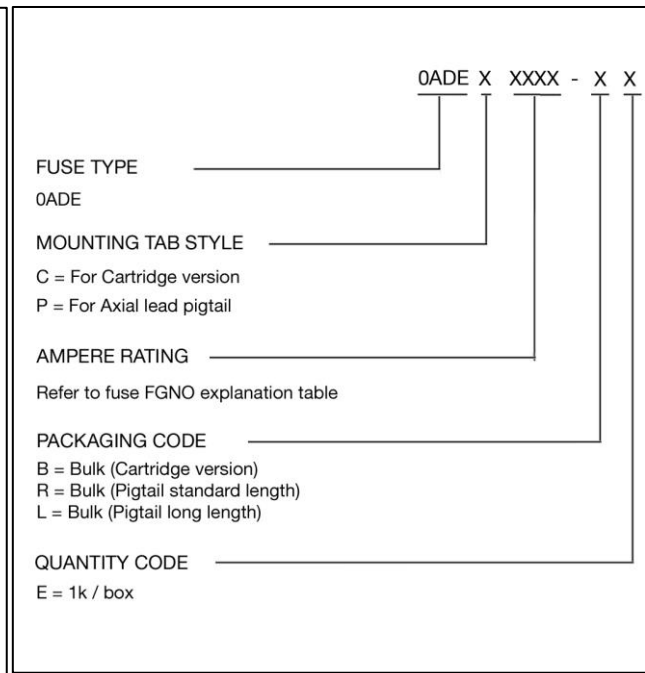 0ADE X XXXX - X X
FUSE TYPE
0ADE
MOUNTING TAB STYLE
C = For Cartridge version
P = For Axial lead pigtail
AMPERE RATING
Refer to fuse FGNO explanation table
PACKAGING CODE
B = Bulk (Cartridge version)
R = Bulk (Pigtail standard length)
L = Bulk (Pigtail long length)
QUANTITY CODE
E = 1k / box